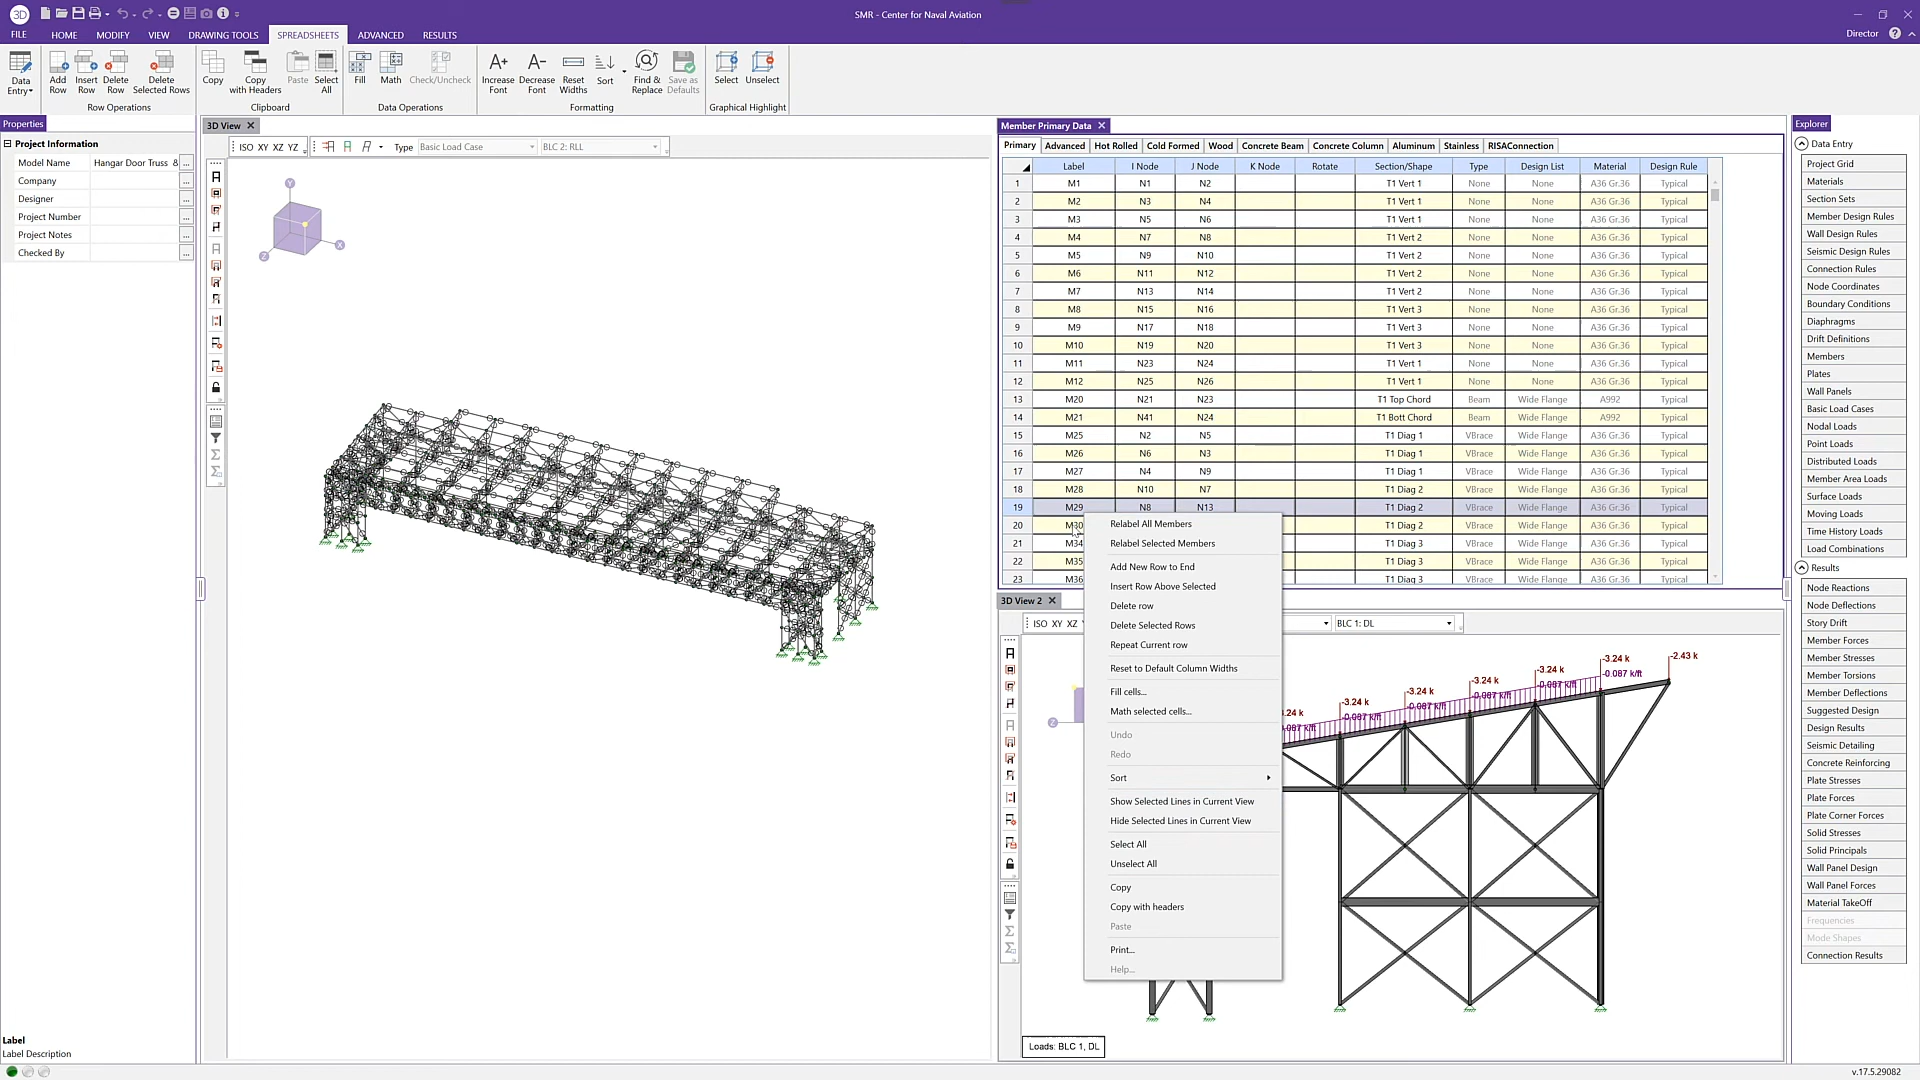 3D
SMR - Center for Naval Aviation
FILE HOME MODIFY VIEW DRAWING TOOLS SPREADSHEETS ADVANCED RESULTS
Director
Data Entry
Add Row
Insert Row
Delete Row
Delete Selected Rows
Row Operations
Copy
Copy with Headers
Paste
Select All
Clipboard
Fill
Math
Check/Uncheck
Data Operations
Increase Font
Decrease Font
Reset Widths
Sort
Find & Replace
Save as Defaults
Formatting
Select
Unselect
Graphical Highlight
Properties
Project Information
Model Name Hangar Door Truss & ...
Company ...
Designer ...
Project Number ...
Project Notes ...
Checked By ...
Label
Label Description
3D View
ISO XY XZ YZ Type Basic Load Case BLC 2: RLL
Y
X
Z
Member Primary Data
Primary Advanced Hot Rolled Cold Formed Wood Concrete Beam Concrete Column Aluminum Stainless RISAConnection
Label I Node J Node K Node Rotate Section/Shape Type Design List Material Design Rule
1 M1 N1 N2 T1 Vert 1 None None A36 Gr.36 Typical
2 M2 N3 N4 T1 Vert 1 None None A36 Gr.36 Typical
3 M3 N5 N6 T1 Vert 1 None None A36 Gr.36 Typical
4 M4 N7 N8 T1 Vert 2 None None A36 Gr.36 Typical
5 M5 N9 N10 T1 Vert 2 None None A36 Gr.36 Typical
6 M6 N11 N12 T1 Vert 2 None None A36 Gr.36 Typical
7 M7 N13 N14 T1 Vert 2 None None A36 Gr.36 Typical
8 M8 N15 N16 T1 Vert 3 None None A36 Gr.36 Typical
9 M9 N17 N18 T1 Vert 3 None None A36 Gr.36 Typical
10 M10 N19 N20 T1 Vert 3 None None A36 Gr.36 Typical
11 M11 N23 N24 T1 Vert 1 None None A36 Gr.36 Typical
12 M12 N25 N26 T1 Vert 1 None None A36 Gr.36 Typical
13 M20 N21 N23 T1 Top Chord Beam Wide Flange A992 Typical
14 M21 N41 N24 T1 Bott Chord Beam Wide Flange A992 Typical
15 M25 N2 N5 T1 Diag 1 VBrace Wide Flange A36 Gr.36 Typical
16 M26 N6 N3 T1 Diag 1 VBrace Wide Flange A36 Gr.36 Typical
17 M27 N4 N9 T1 Diag 1 VBrace Wide Flange A36 Gr.36 Typical
18 M28 N10 N7 T1 Diag 2 VBrace Wide Flange A36 Gr.36 Typical
19 M29 N8 N13 T1 Diag 2 VBrace Wide Flange A36 Gr.36 Typical
20 M30 T1 Diag 2 VBrace Wide Flange A36 Gr.36 Typical
21 M34 T1 Diag 3 VBrace Wide Flange A36 Gr.36 Typical
22 M35 T1 Diag 3 VBrace Wide Flange A36 Gr.36 Typical
23 M36 T1 Diag 3 VBrace Wide Flange A36 Gr.36 Typical
Relabel All Members
Relabel Selected Members
Add New Row to End
Insert Row Above Selected
Delete row
Delete Selected Rows
Repeat Current row
Reset to Default Column Widths
Fill cells...
Math selected cells...
Undo
Redo
Sort
Show Selected Lines in Current View
Hide Selected Lines in Current View
Select All
Unselect All
Copy
Copy with headers
Paste
Print...
Help...
3D View 2
ISO XY XZ BLC 1: DL
Z
-2.43 k
-3.24 k
-0.087 k/ft
-3.24 k
-0.087 k/ft
-3.24 k
-0.087 k/ft
-3.24 k
-0.087 k/ft
-3.24 k
-0.087 k/ft
.24 k
.087 k/ft
Loads: BLC 1, DL
Explorer
Data Entry
Project Grid
Materials
Section Sets
Member Design Rules
Wall Design Rules
Seismic Design Rules
Connection Rules
Node Coordinates
Boundary Conditions
Diaphragms
Drift Definitions
Members
Plates
Wall Panels
Basic Load Cases
Nodal Loads
Point Loads
Distributed Loads
Member Area Loads
Surface Loads
Moving Loads
Time History Loads
Load Combinations
Results
Node Reactions
Node Deflections
Story Drift
Member Forces
Member Stresses
Member Torsions
Member Deflections
Suggested Design
Design Results
Seismic Detailing
Concrete Reinforcing
Plate Stresses
Plate Forces
Plate Corner Forces
Solid Stresses
Solid Principals
Wall Panel Design
Wall Panel Forces
Material TakeOff
Frequencies
Mode Shapes
Connection Results
v.17.5.29082